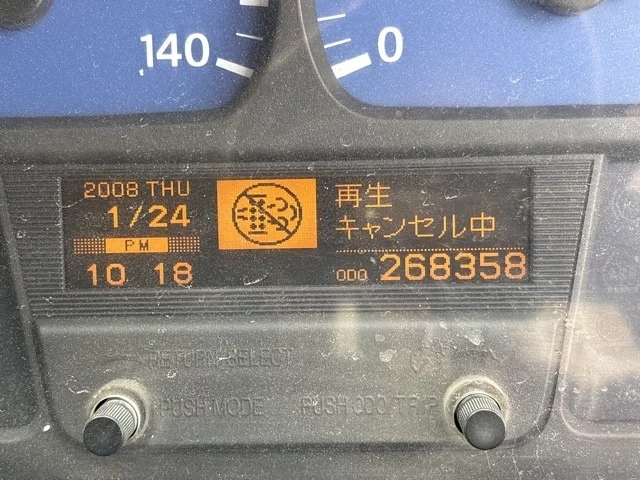 140
0
2008 THU
1/24
PM
10 18
再生
キャンセル中
ODO 268358
RETURN SELECT
PUSH MODE
PUSH ODO TRIP